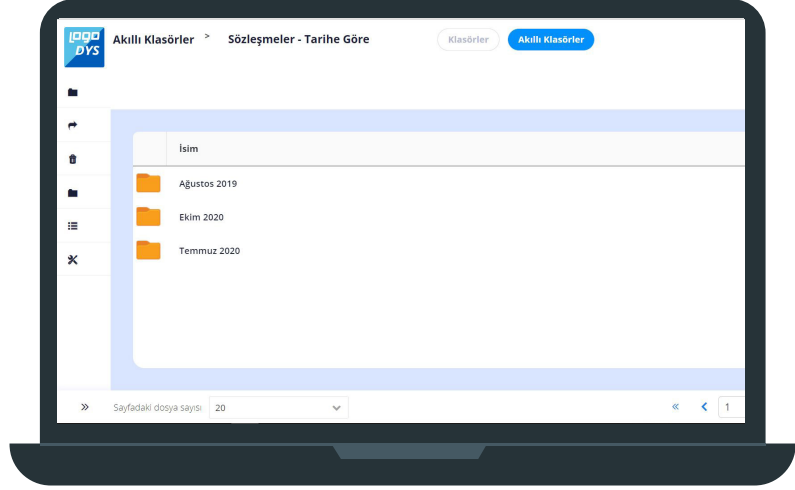 logo
DYS
Akıllı Klasörler > Sözleşmeler - Tarihe Göre
Klasörler
Akıllı Klasörler
İsim
Ağustos 2019
Ekim 2020
Temmuz 2020
Sayfadaki dosya sayısı 20
« < 1